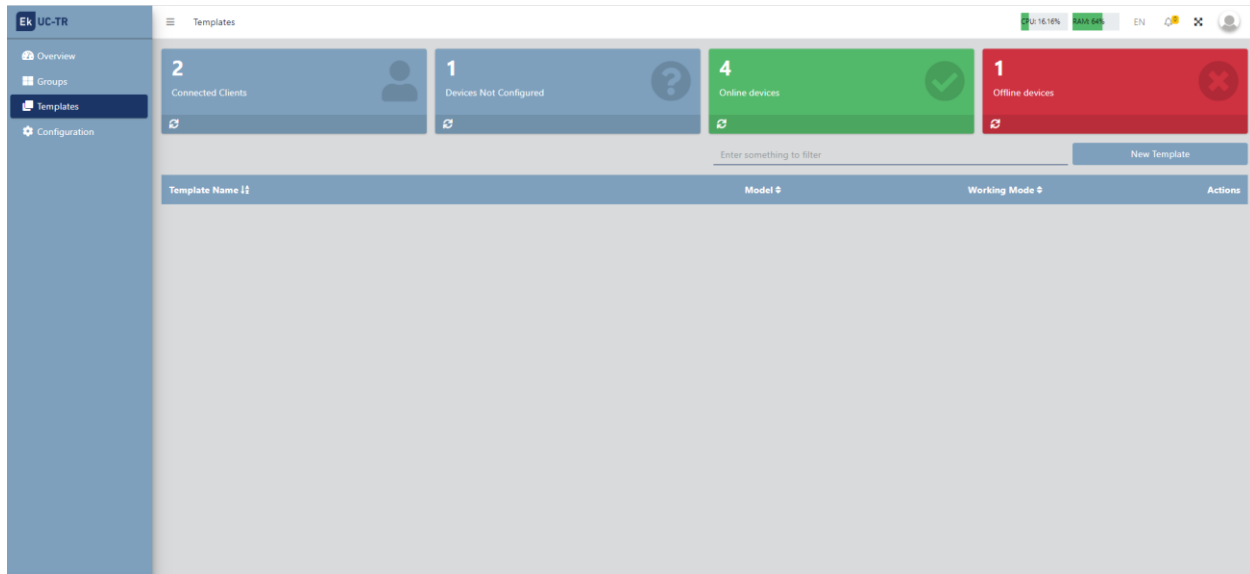 Ek UC-TR
Templates
CPU: 16.16%
RAM: 64%
EN
Overview
Groups
Templates
Configuration
2
Connected Clients
1
Devices Not Configured
4
Online devices
1
Offline devices
Enter something to filter
New Template
Template Name
Model
Working Mode
Actions